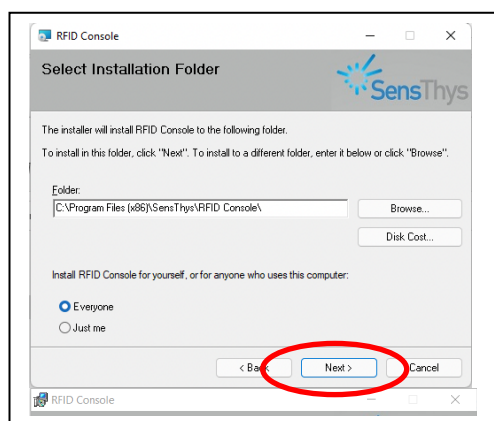 RFID Console
Select Installation Folder
SensThys
The installer will install RFID Console to the following folder.
To install in this folder, click "Next". To install to a different folder, enter it below or click "Browse".
Folder:
C:\Program Files (x86)\SensThys\RFID Console\
Browse...
Disk Cost...
Install RFID Console for yourself, or for anyone who uses this computer:
Everyone
Just me
< Back Next > Cancel
RFID Console